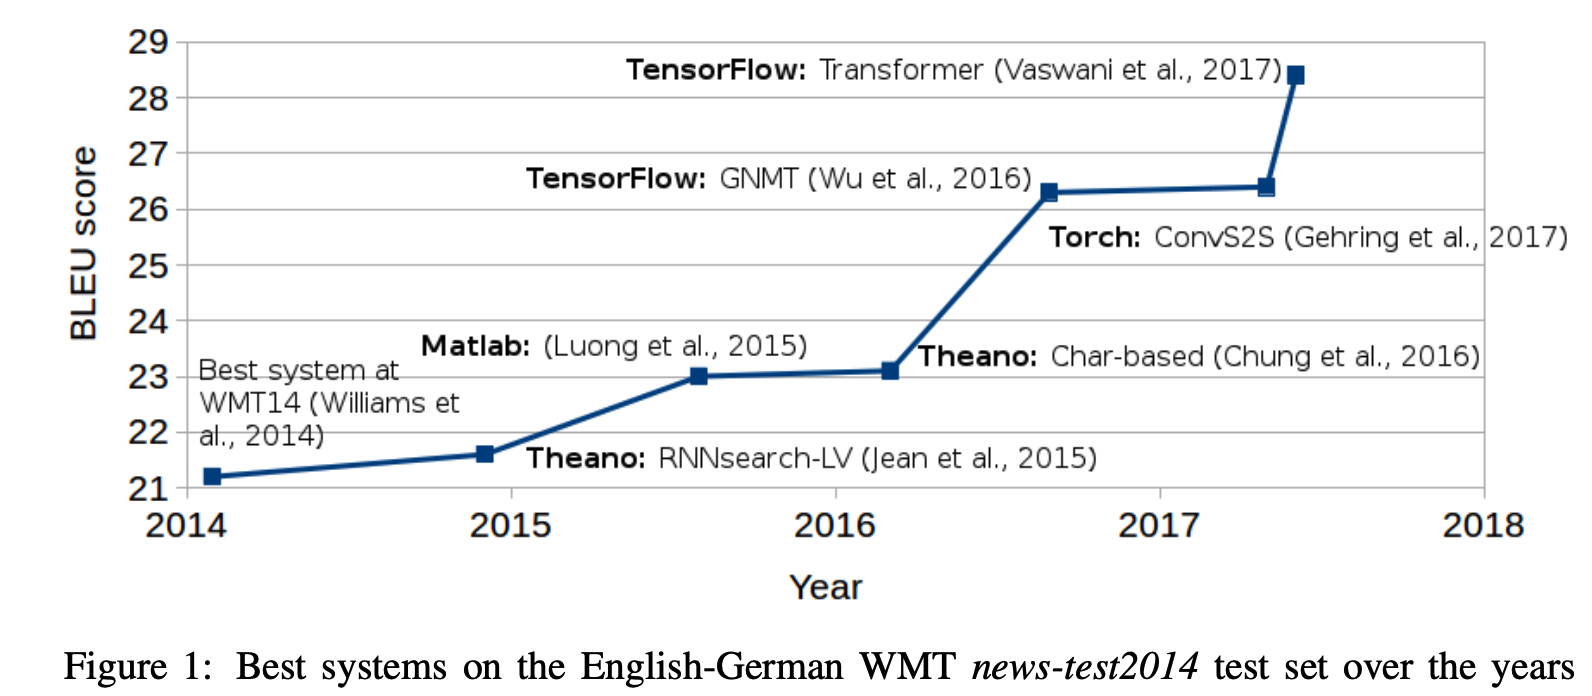 29
TensorFlow: Transformer (Vaswani et al., 2017)
28
27
TensorFlow: GNMT (Wu et al., 2016)
26
Torch: ConvS2S (Gehring et al., 2017)
25
24
Matlab: (Luong et al., 2015)
Theano: Char-based (Chung et al., 2016)
23
Best system at
WMT14 (Williams et
al., 2014)
22
Theano: RNNsearch-LV (Jean et al., 2015)
21
BLEU score
2014 2015 2016 2017 2018
Year
Figure 1: Best systems on the English-German WMT news-test2014 test set over the years